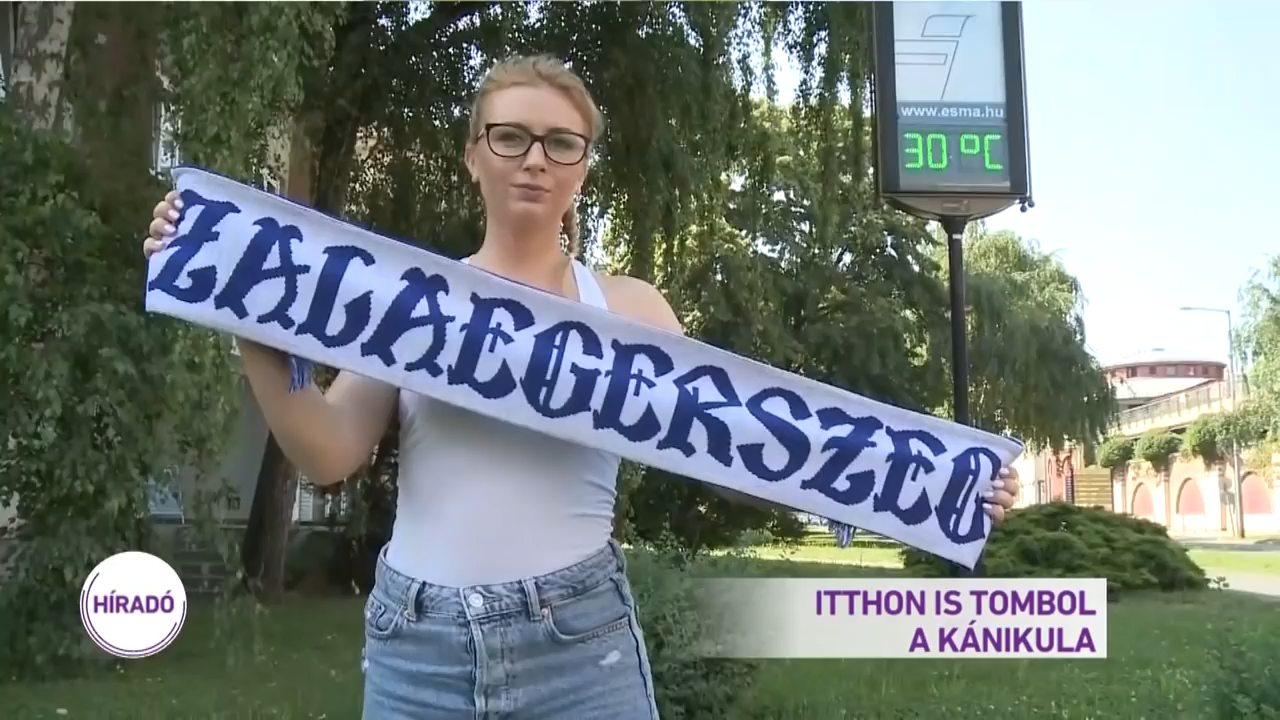 www.esma.hu
30 °C
ZALAEGERSZEG
HÍRADÓ
ITTHON IS TOMBOL
A KÁNIKULA